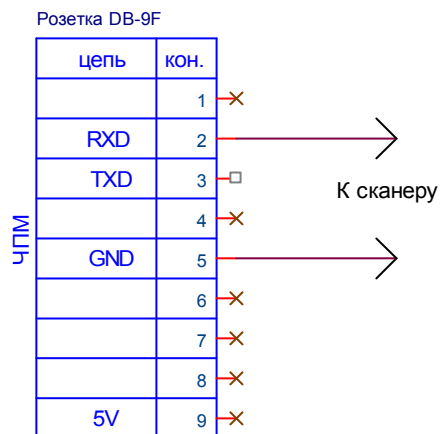 Розетка DB-9F
цепь кон.
1
RXD 2
TXD 3
К сканеру
4
ЧПМ
GND 5
6
7
8
5V 9